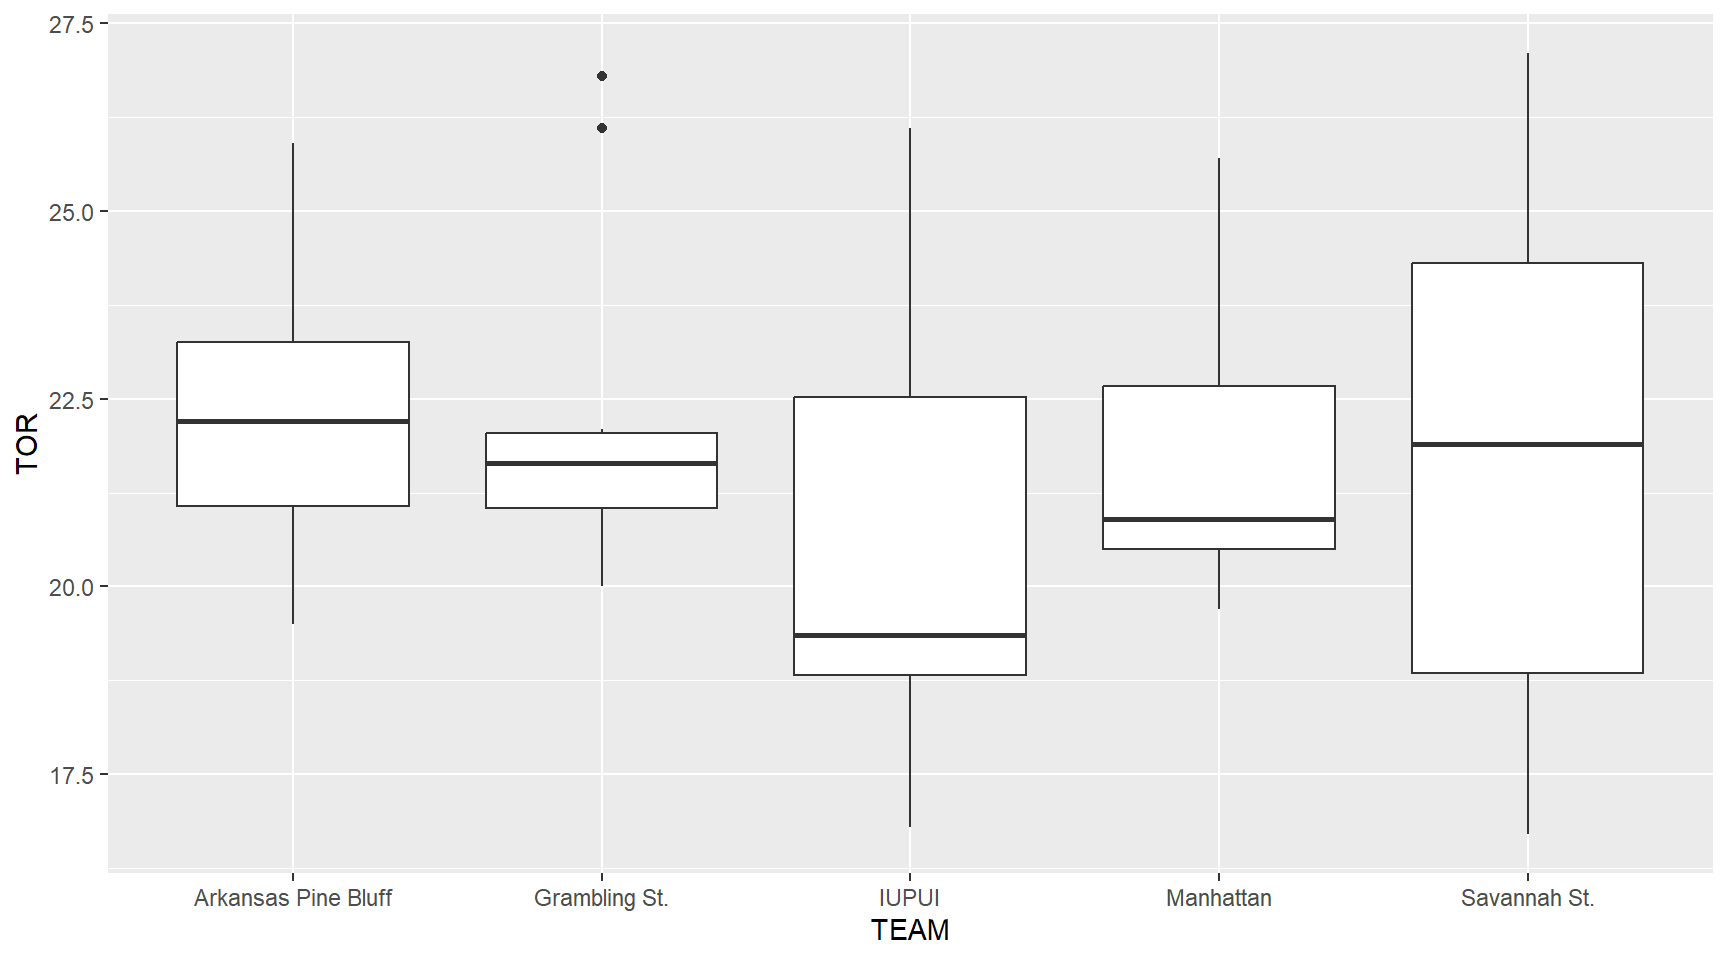 27.5
25.0
22.5
20.0
17.5
TOR
Arkansas Pine Bluff
Grambling St.
IUPUI
Manhattan
Savannah St.
TEAM